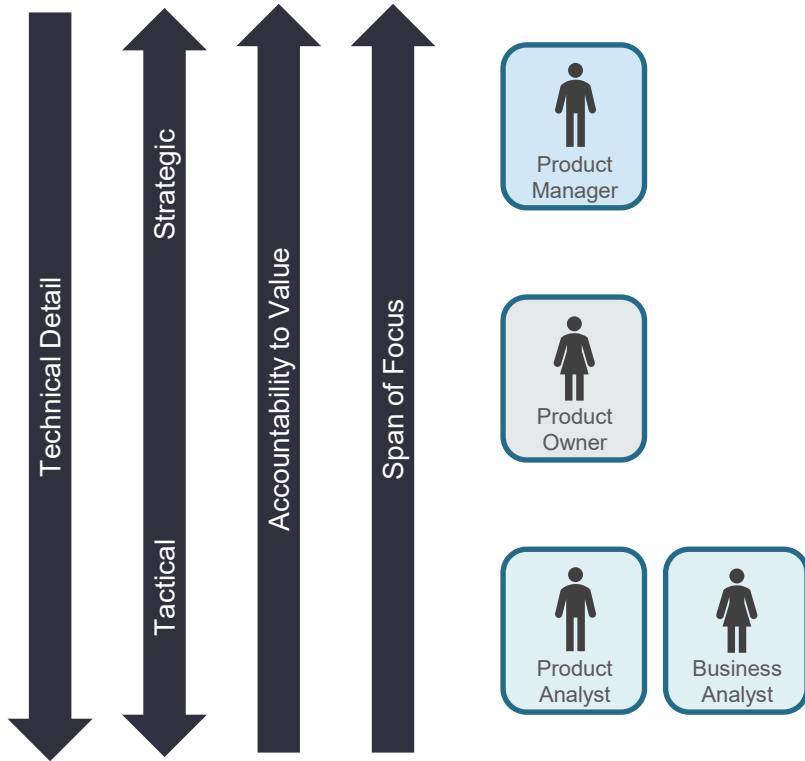 Technical Detail
Strategic
Tactical
Accountability to Value
Span of Focus
Product
Manager
Product
Owner
Product
Analyst
Business
Analyst